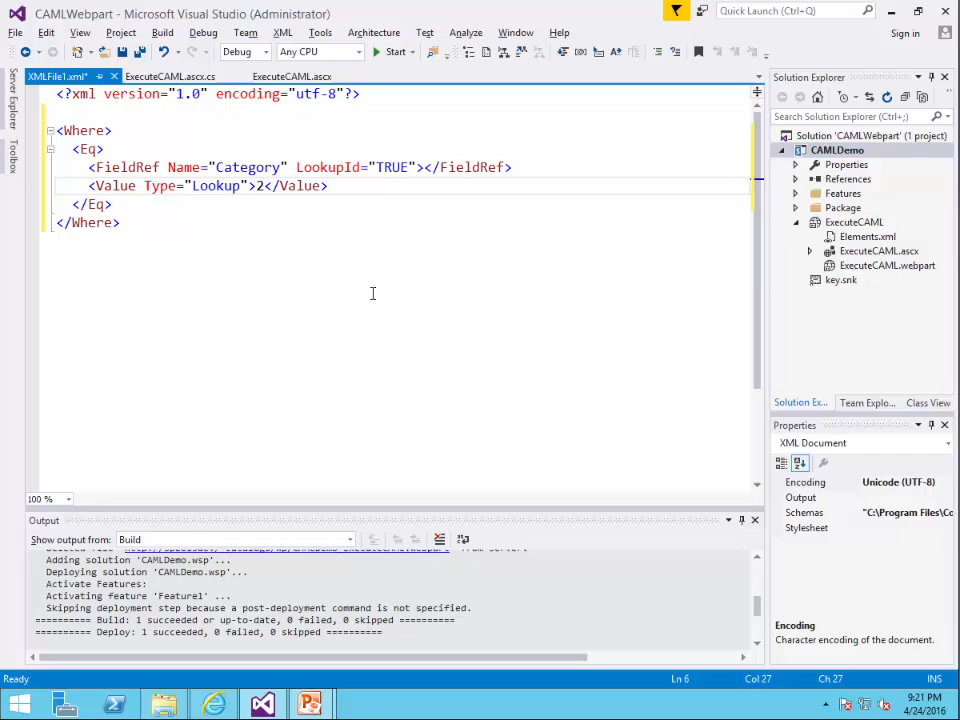 CAMLWebpart - Microsoft Visual Studio (Administrator)
Quick Launch (Ctrl+Q)
File Edit View Project Build Debug Team XML Tools Architecture Test Analyze Window Help
Sign in
Debug Any CPU Start
Server Explorer
Toolbox
XMLFile1.xml* ExecuteCAML.ascx.cs ExecuteCAML.ascx
<?xml version="1.0" encoding="utf-8"?>
<Where>
<Eq>
<FieldRef Name="Category" LookupId="TRUE"></FieldRef>
<Value Type="Lookup">2</Value>
</Eq>
</Where>
100 %
Solution Explorer
Search Solution Explorer (Ctrl+;)
Solution 'CAMLWebpart' (1 project)
CAMLDemo
Properties
References
Features
Package
ExecuteCAML
Elements.xml
ExecuteCAML.ascx
ExecuteCAML.webpart
key.snk
Solution Ex... Team Explo... Class View
Properties
XML Document
Encoding Unicode (UTF-8)
Output
Schemas "C:\Program Files\Co
Stylesheet
Encoding
Character encoding of the document.
Output
Show output from: Build
Adding solution 'CAMLDemo.wsp'...
Deploying solution 'CAMLDemo.wsp'...
Activate Features:
Activating feature 'Feature1' ...
Skipping deployment step because a post-deployment command is not specified.
========== Build: 1 succeeded or up-to-date, 0 failed, 0 skipped ==========
========== Deploy: 1 succeeded, 0 failed, 0 skipped ==========
Ready Ln 6 Col 27 Ch 27 INS
9:21 PM
4/24/2016